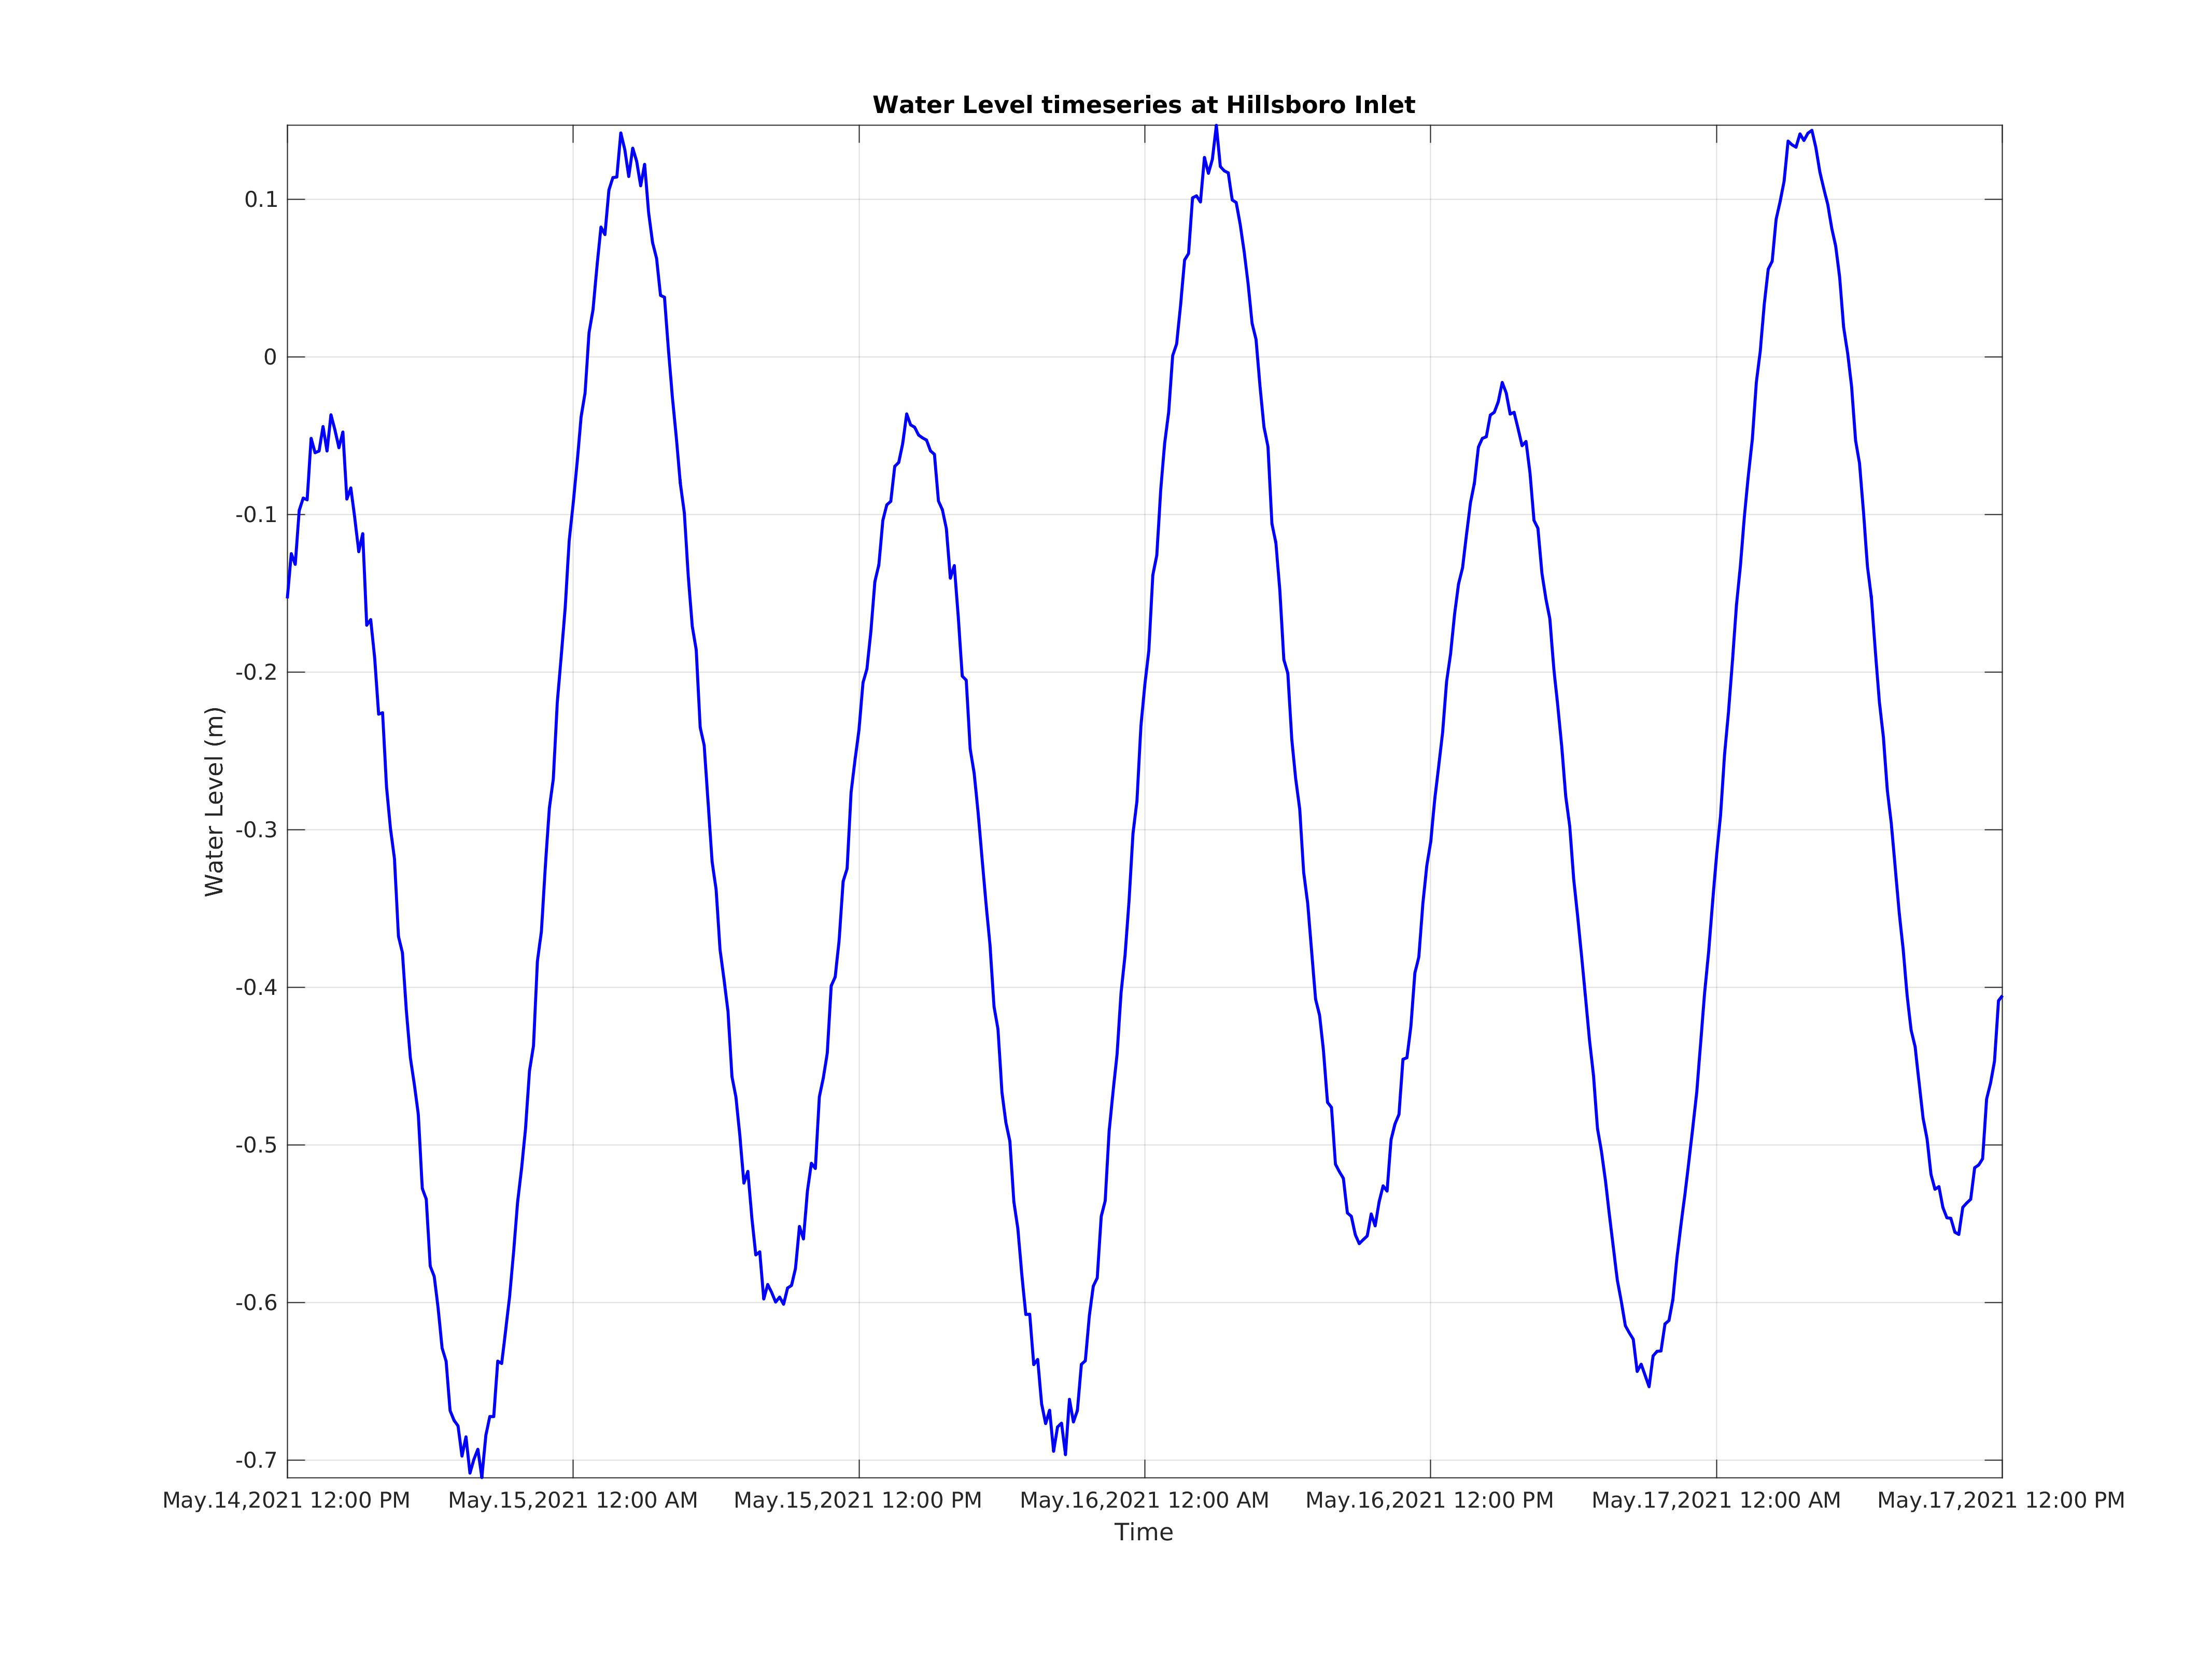 Water Level timeseries at Hillsboro Inlet
0.1
0
-0.1
-0.2
-0.3
-0.4
-0.5
-0.6
-0.7
Water Level (m)
May.14,2021 12:00 PM May.15,2021 12:00 AM May.15,2021 12:00 PM May.16,2021 12:00 AM May.16,2021 12:00 PM May.17,2021 12:00 AM May.17,2021 12:00 PM
Time